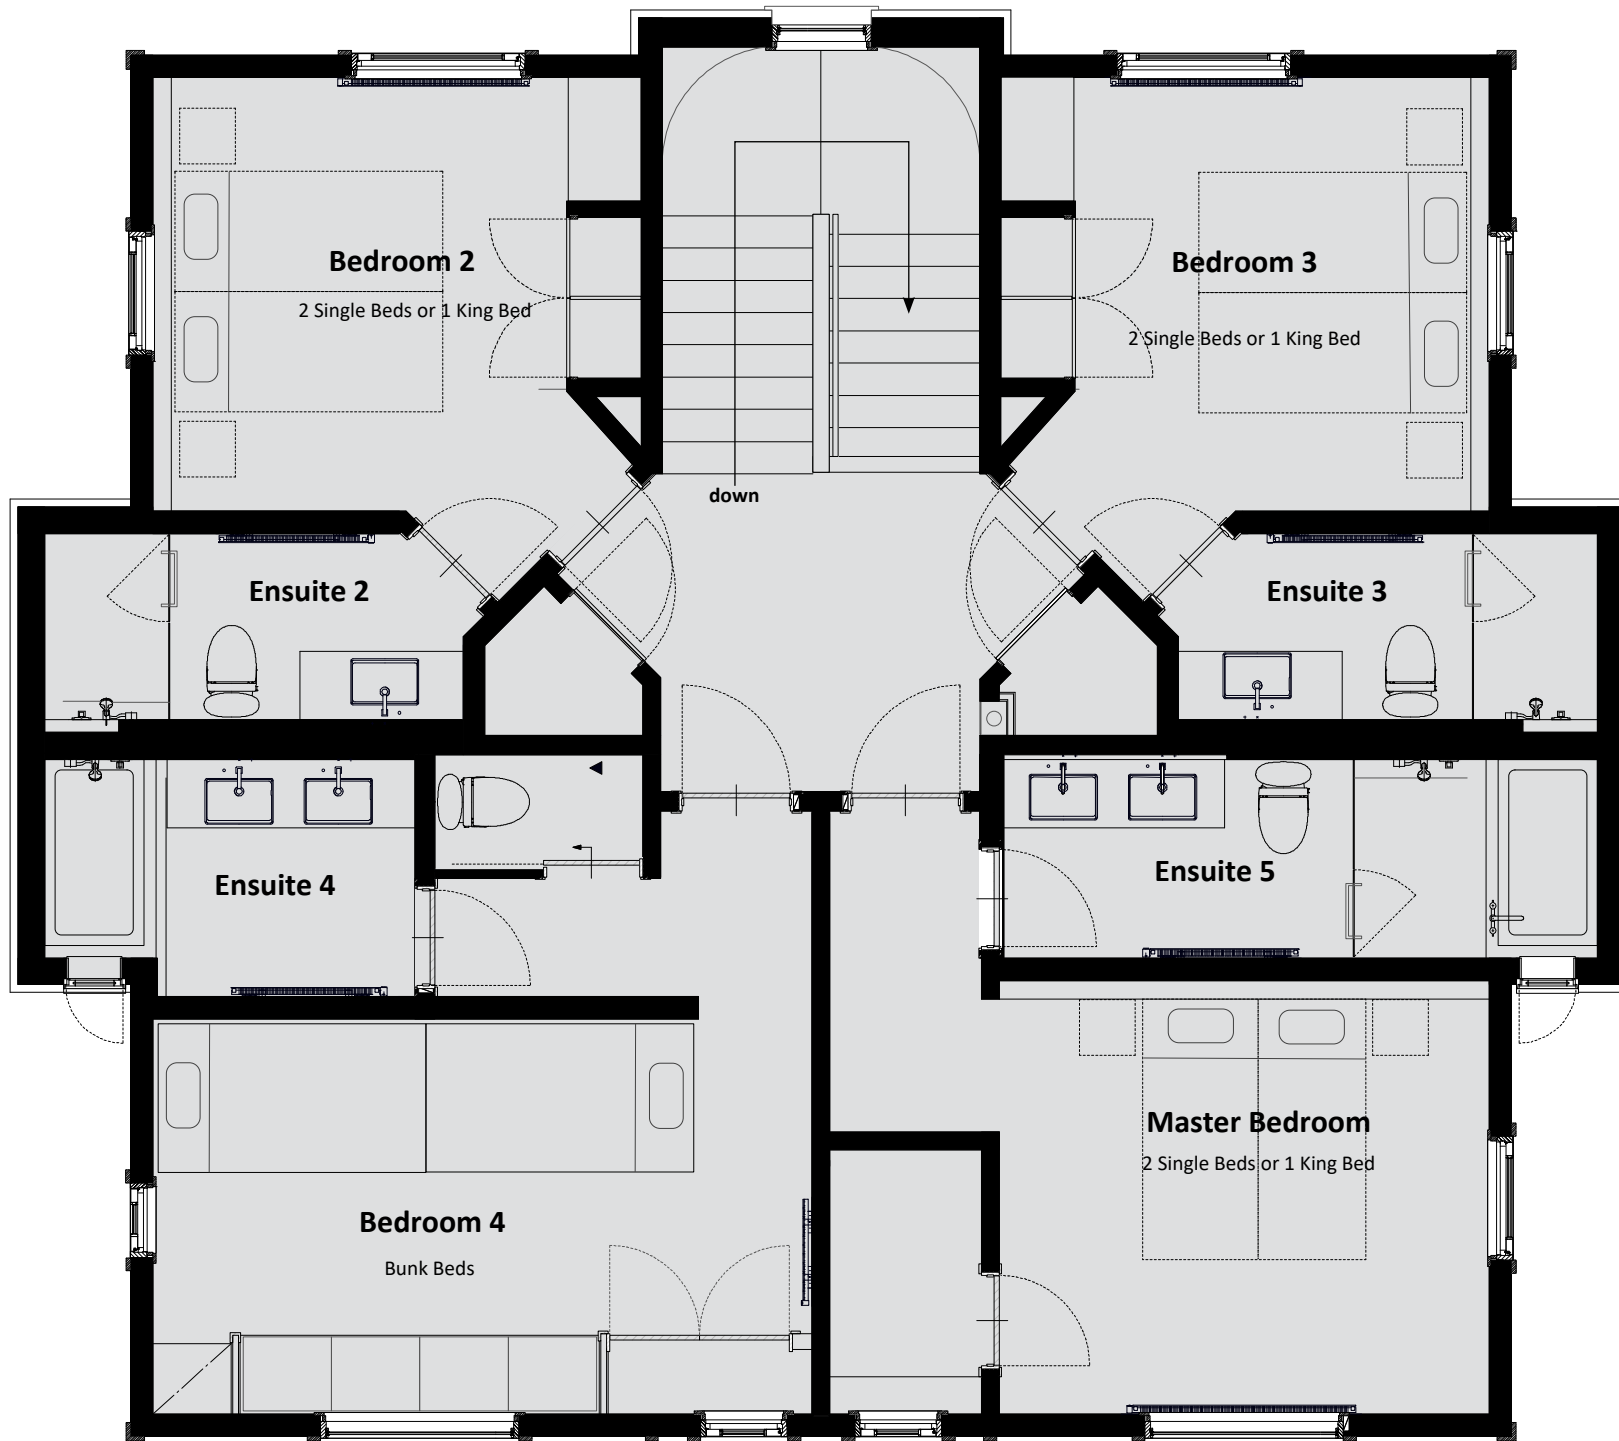 Bedroom 2
2 Single Beds or 1 King Bed
Bedroom 3
2 Single Beds or 1 King Bed
down
Ensuite 2
Ensuite 3
Ensuite 4
Ensuite 5
Master Bedroom
2 Single Beds or 1 King Bed
Bedroom 4
Bunk Beds